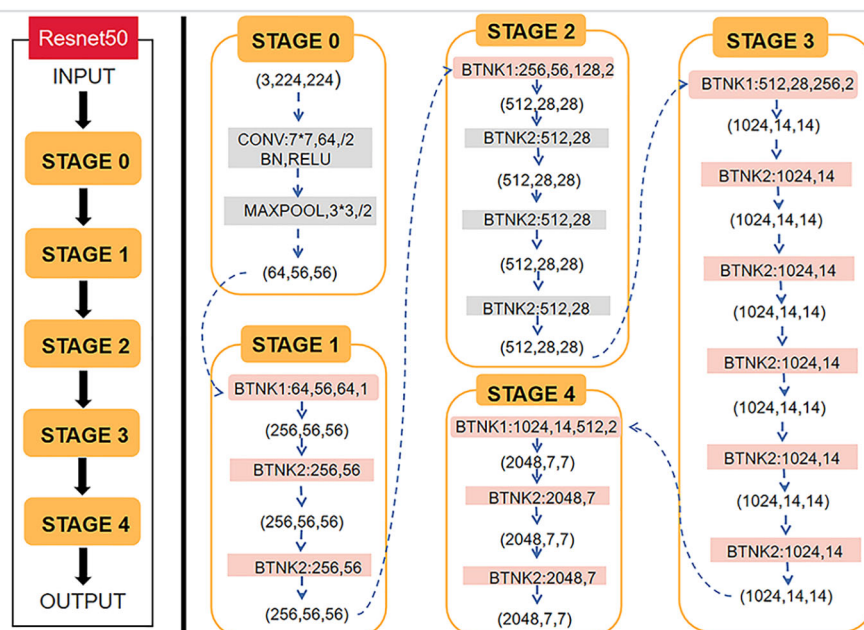 Resnet50
INPUT
STAGE 0
STAGE 1
STAGE 2
STAGE 3
STAGE 4
OUTPUT
STAGE 0
(3,224,224)
CONV:7*7,64,/2
BN,RELU
MAXPOOL,3*3,/2
(64,56,56)
STAGE 1
BTNK1:64,56,64,1
(256,56,56)
BTNK2:256,56
(256,56,56)
BTNK2:256,56
(256,56,56)
STAGE 2
BTNK1:256,56,128,2
(512,28,28)
BTNK2:512,28
(512,28,28)
BTNK2:512,28
(512,28,28)
BTNK2:512,28
(512,28,28)
STAGE 3
BTNK1:512,28,256,2
(1024,14,14)
BTNK2:1024,14
(1024,14,14)
BTNK2:1024,14
(1024,14,14)
BTNK2:1024,14
(1024,14,14)
BTNK2:1024,14
(1024,14,14)
BTNK2:1024,14
(1024,14,14)
STAGE 4
BTNK1:1024,14,512,2
(2048,7,7)
BTNK2:2048,7
(2048,7,7)
BTNK2:2048,7
(2048,7,7)